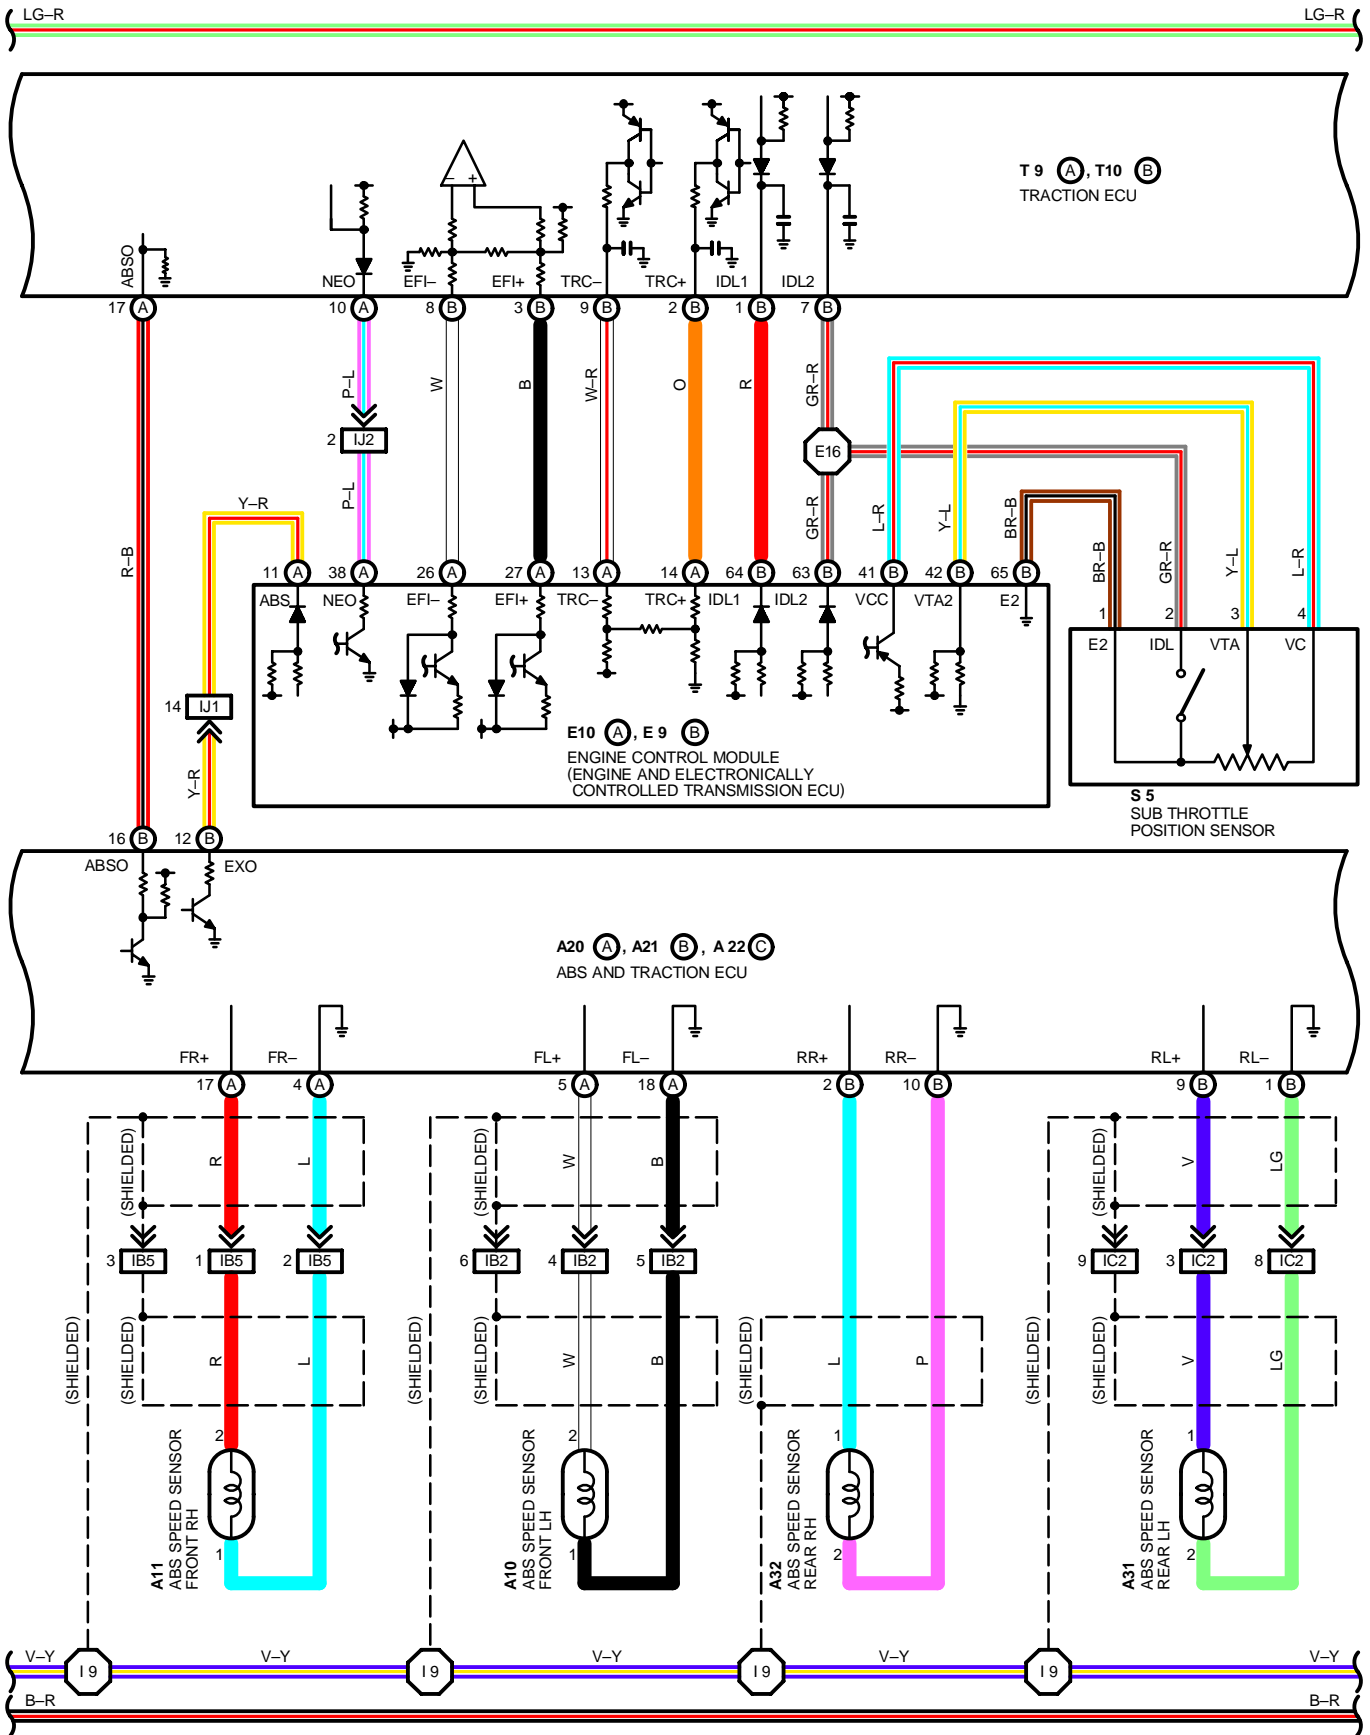 LG–R LG–R
T 9 A , T10 B
TRACTION ECU
ABSO NEO EFI– EFI+ TRC– TRC+ IDL1 IDL2
– +
17 A 10 A 8 B 3 B 9 B 2 B 1 B 7 B
P–L W B W–R O R GR–R
2 IJ2
E16
P–L GR–R L–R Y–L BR–B
Y–R
R–B
BR–B GR–R Y–L L–R
11 A 38 A 26 A 27 A 13 A 14 A 64 B 63 B 41 B 42 B 65 B
ABS NEO EFI– EFI+ TRC– TRC+ IDL1 IDL2 VCC VTA2 E2
1 2 3 4
E2 IDL VTA VC
14 IJ1
Y–R
E10 A , E 9 B
ENGINE CONTROL MODULE
(ENGINE AND ELECTRONICALLY
CONTROLLED TRANSMISSION ECU)
S 5
SUB THROTTLE
POSITION SENSOR
16 B 12 B
ABSO EXO
A20 A , A21 B , A 22 C
ABS AND TRACTION ECU
FR+ FR– FL+ FL– RR+ RR– RL+ RL–
17 A 4 A 5 A 18 A 2 B 10 B 9 B 1 B
(SHIELDED) R L (SHIELDED) W B (SHIELDED) V LG
3 IB5 1 IB5 2 IB5 6 IB2 4 IB2 5 IB2 9 IC2 3 IC2 8 IC2
(SHIELDED) (SHIELDED) R L (SHIELDED) (SHIELDED) W B (SHIELDED) L P (SHIELDED) (SHIELDED) V LG
2 2 1 1
1 1 2 2
A11
ABS SPEED SENSOR
FRONT RH
A10
ABS SPEED SENSOR
FRONT LH
A32
ABS SPEED SENSOR
REAR RH
A31
ABS SPEED SENSOR
REAR LH
V–Y I 9 V–Y I 9 V–Y I 9 V–Y I 9 V–Y
B–R B–R